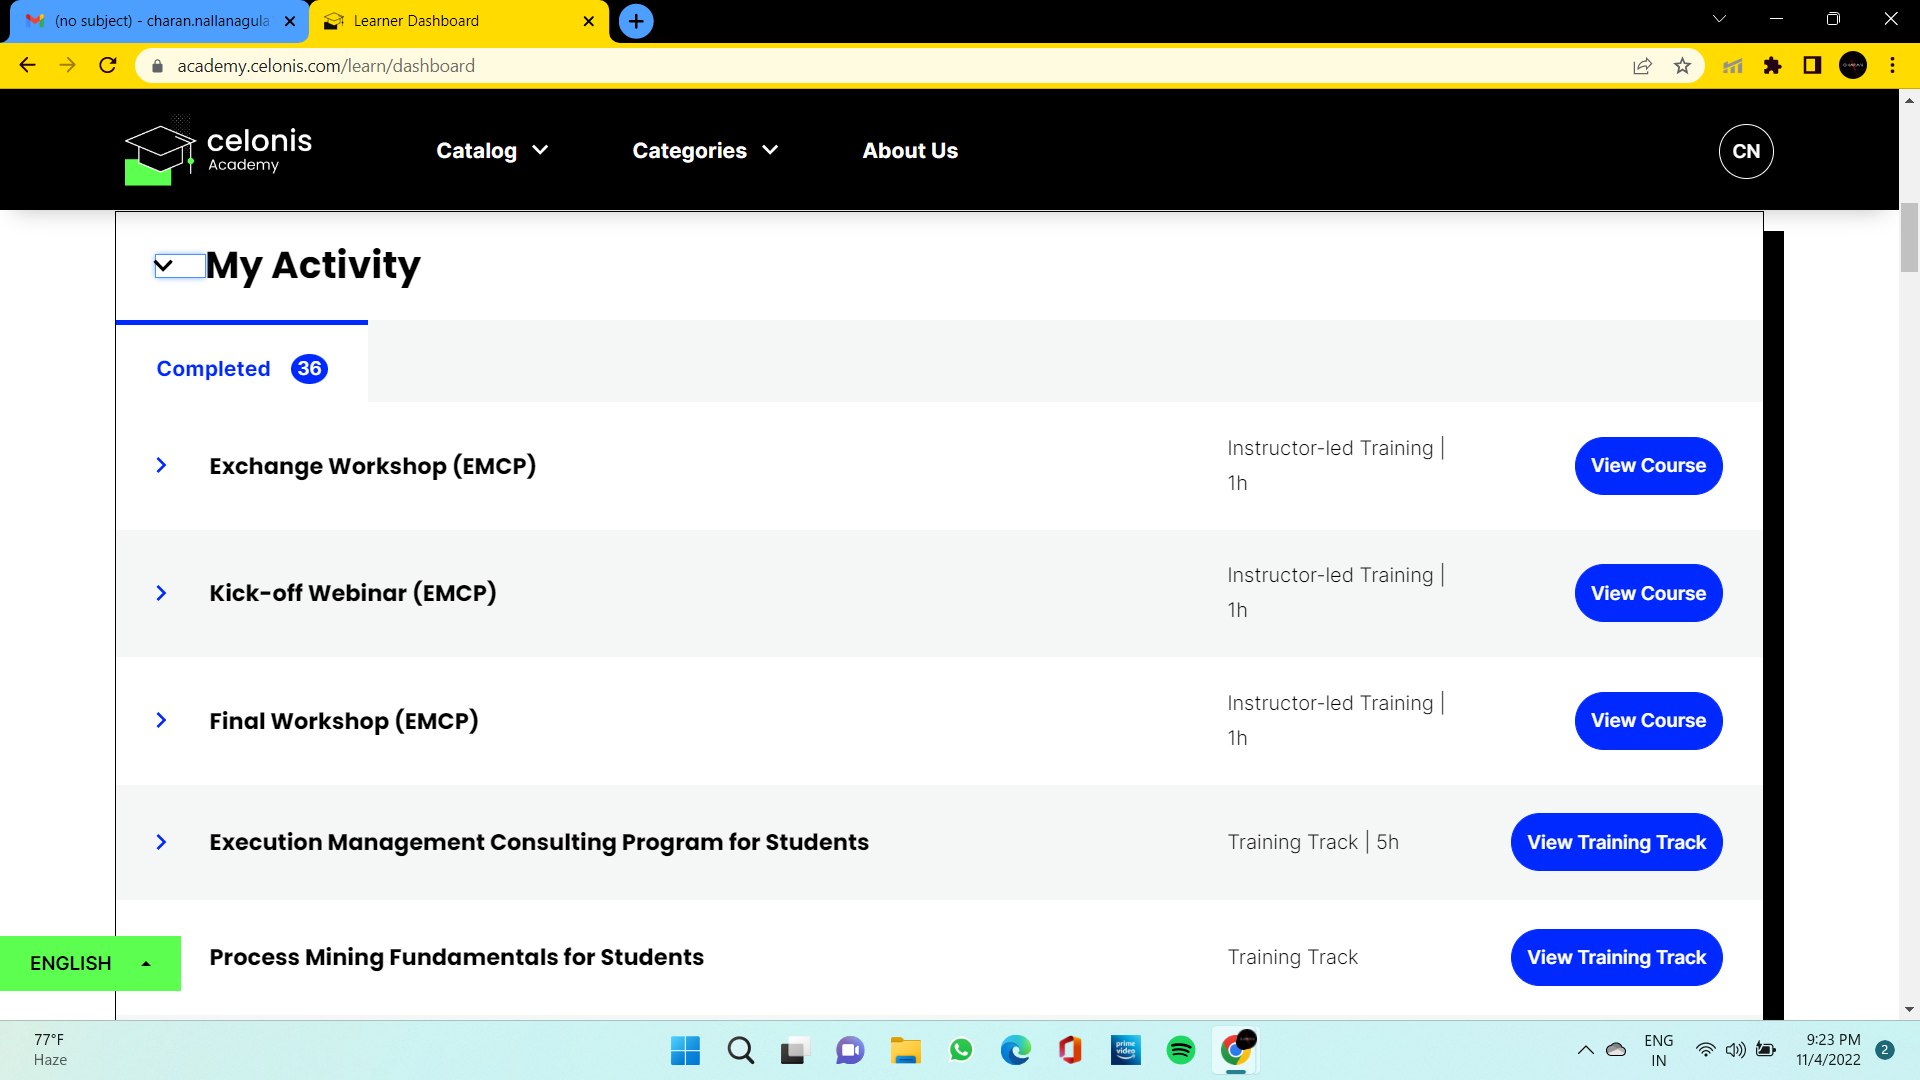 (no subject) - charan.nallanagula
Learner Dashboard
academy.celonis.com/learn/dashboard
celonis
Academy
Catalog
Categories
About Us
CN
My Activity
Completed 36
Exchange Workshop (EMCP)
Instructor-led Training |
1h
View Course
Kick-off Webinar (EMCP)
Instructor-led Training |
1h
View Course
Final Workshop (EMCP)
Instructor-led Training |
1h
View Course
Execution Management Consulting Program for Students
Training Track | 5h
View Training Track
Process Mining Fundamentals for Students
Training Track
View Training Track
ENGLISH
77°F
Haze
prime
video
ENG
IN
9:23 PM
11/4/2022
2